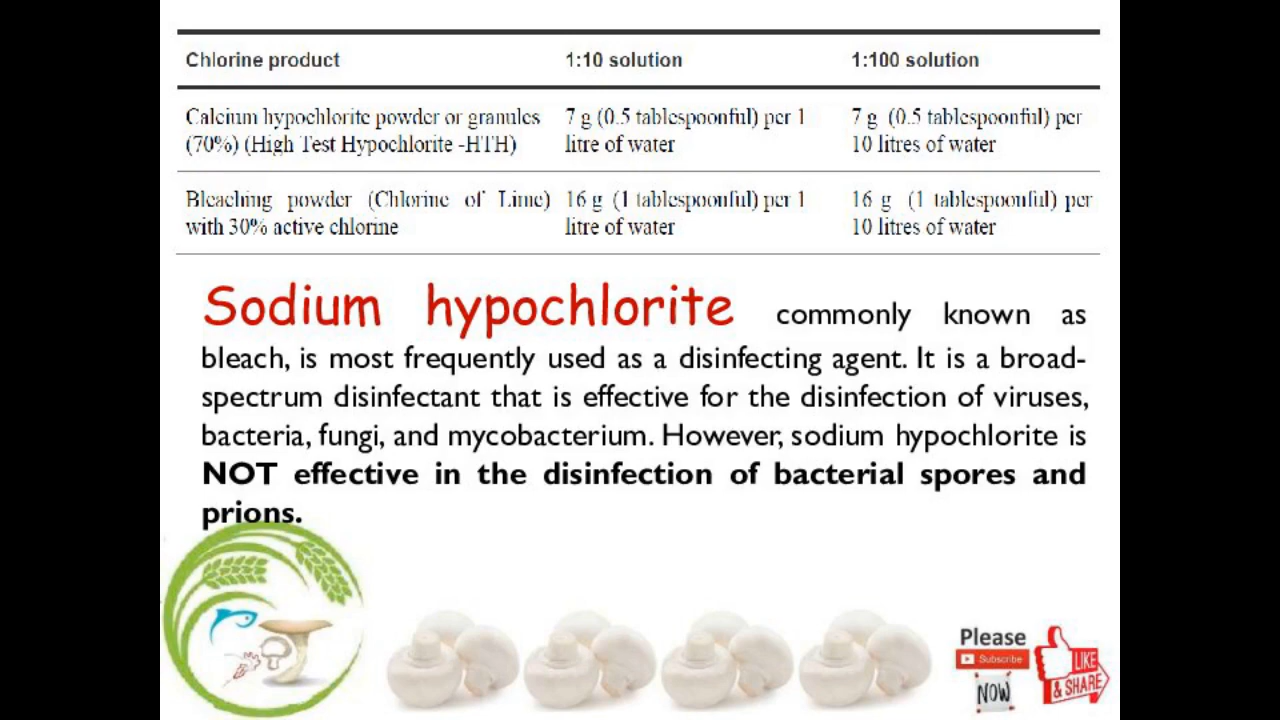 Chlorine product 1:10 solution 1:100 solution
Calcium hypochlorite powder or granules 7 g (0.5 tablespoonful) per 1 7 g (0.5 tablespoonful) per
(70%) (High Test Hypochlorite -HTH) litre of water 10 litres of water
Bleaching powder (Chlorine of Lime) 16 g (1 tablespoonful) per 1 16 g (1 tablespoonful) per
with 30% active chlorine litre of water 10 litres of water
Sodium hypochlorite commonly known as
bleach, is most frequently used as a disinfecting agent. It is a broad-
spectrum disinfectant that is effective for the disinfection of viruses,
bacteria, fungi, and mycobacterium. However, sodium hypochlorite is
NOT effective in the disinfection of bacterial spores and
prions.
Please
Subscribe
NOW
LIKE
& SHARE